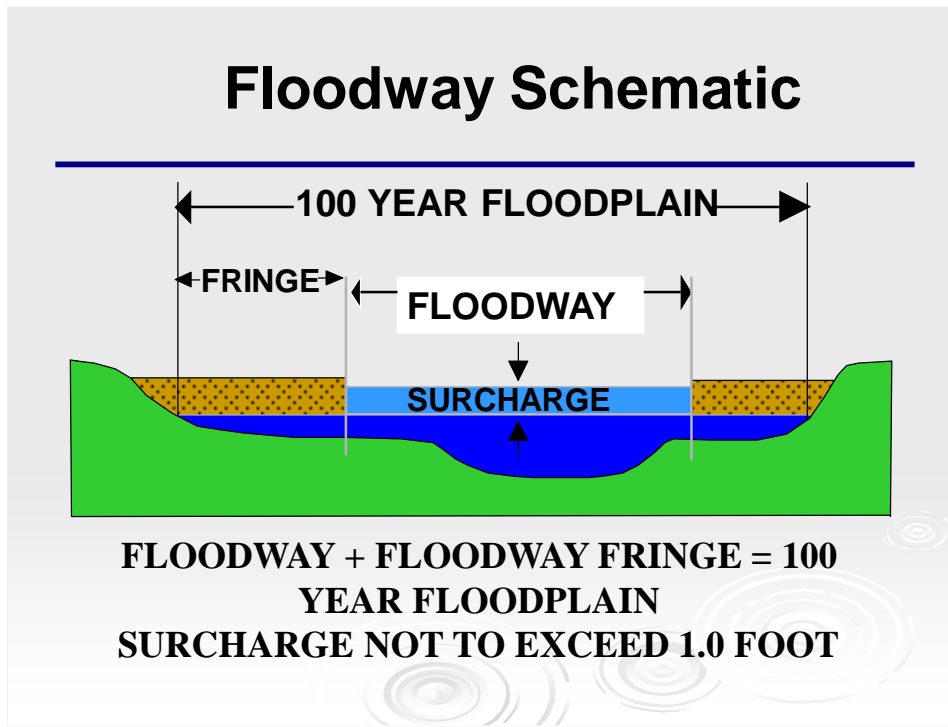 Floodway Schematic
100 YEAR FLOODPLAIN
FRINGE
FLOODWAY
SURCHARGE
FLOODWAY + FLOODWAY FRINGE = 100
YEAR FLOODPLAIN
SURCHARGE NOT TO EXCEED 1.0 FOOT